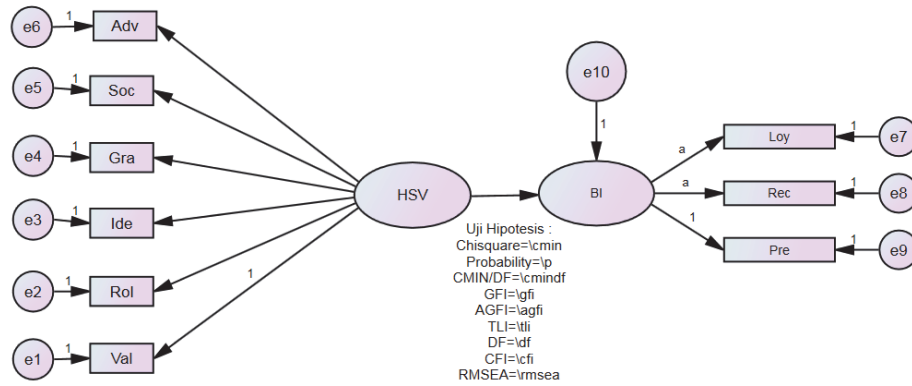 e6
1
Adv
e5
1
Soc
e4
1
Gra
e3
1
Ide
e2
1
Rol
e1
1
Val
1
HSV
e10
1
BI
a
a
1
Loy
1
e7
Rec
1
e8
Pre
1
e9
Uji Hipotesis :
Chisquare=\cmin
Probability=\p
CMIN/DF=\cmindf
GFI=\gfi
AGFI=\agfi
TLI=\tli
DF=\df
CFI=\cfi
RMSEA=\rmsea